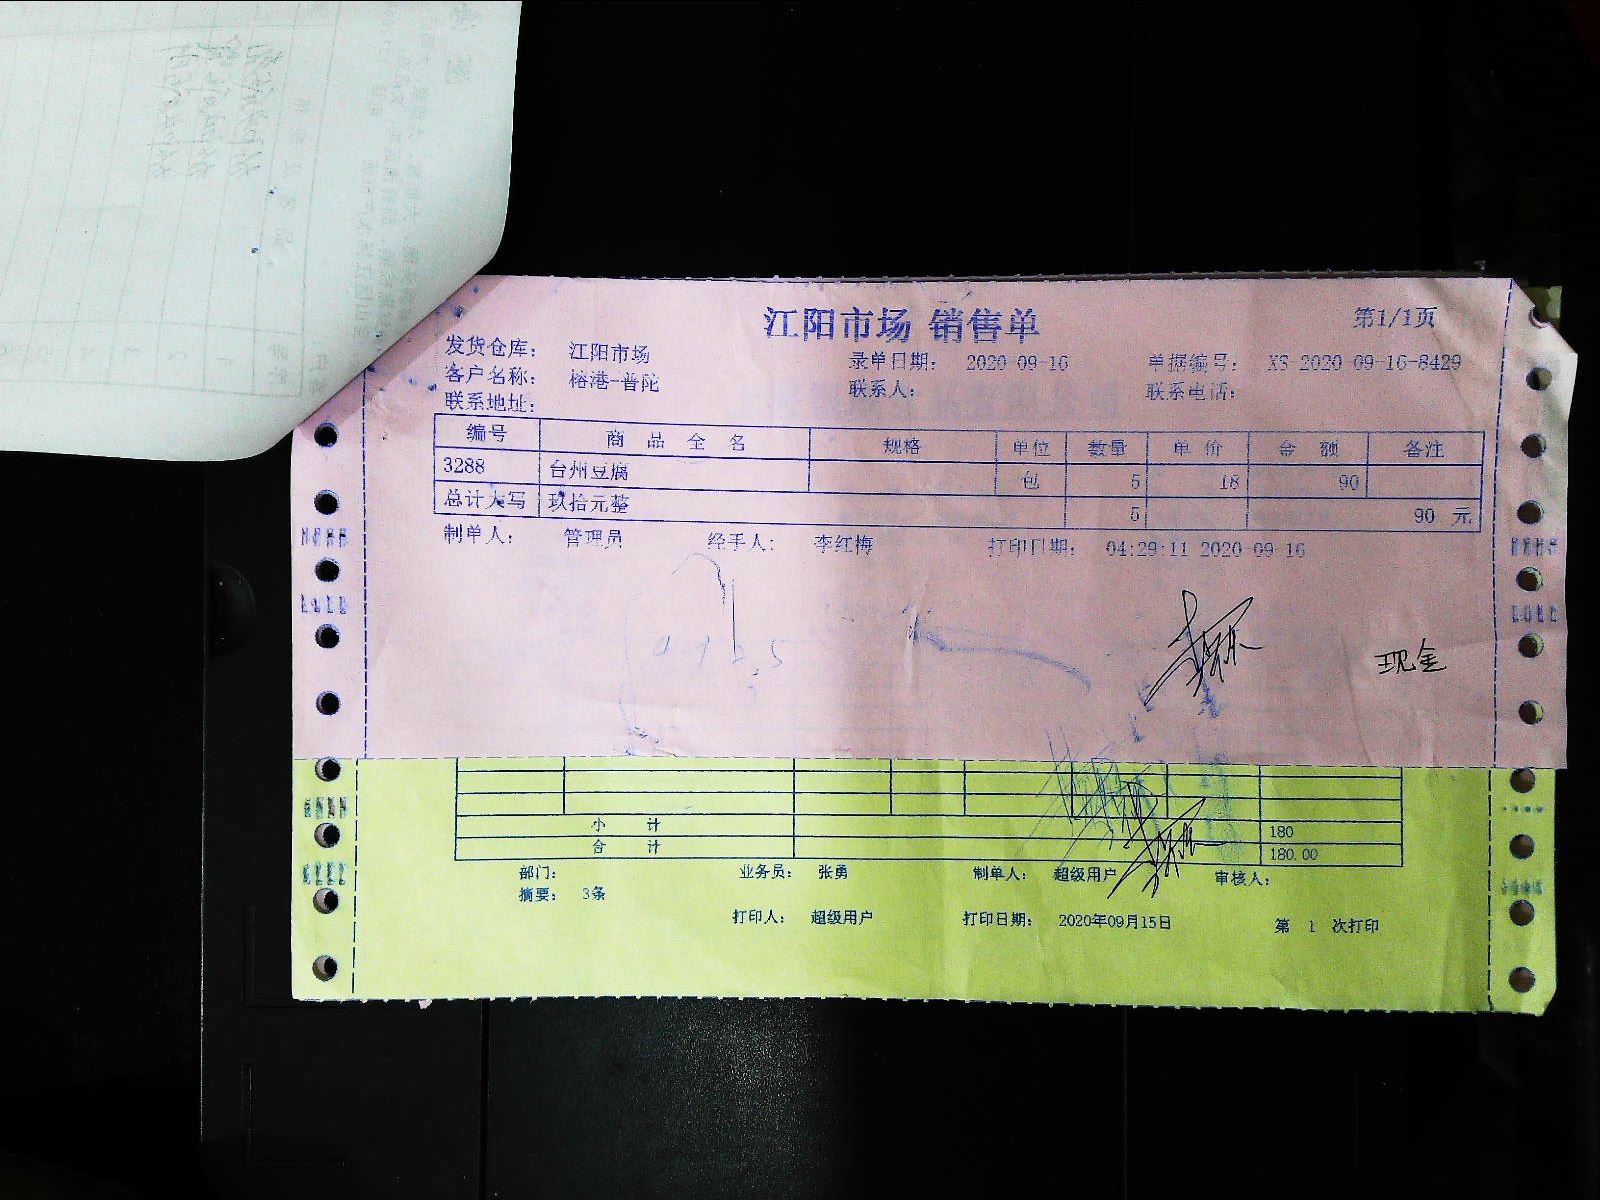 江阳市场 销售单
第1/1页
发货仓库： 江阳市场 录单日期： 2020-09-16 单据编号： XS-2020-09-16-8429
客户名称： 榕港-普陀 联系人： 联系电话：
联系地址：
编号 商品全名 规格 单位 数量 单价 金额 备注
3288 台州豆腐 包 5 18 90
总计大写 玖拾元整 5 90 元
制单人： 管理员 经手人： 李红梅 打印日期： 04:29:11 2020-09-16
现金
小计 180
合计 180.00
部门： 业务员： 张勇 制单人： 超级用户 审核人：
摘要： 3条
打印人： 超级用户 打印日期： 2020年09月15日 第 1 次打印